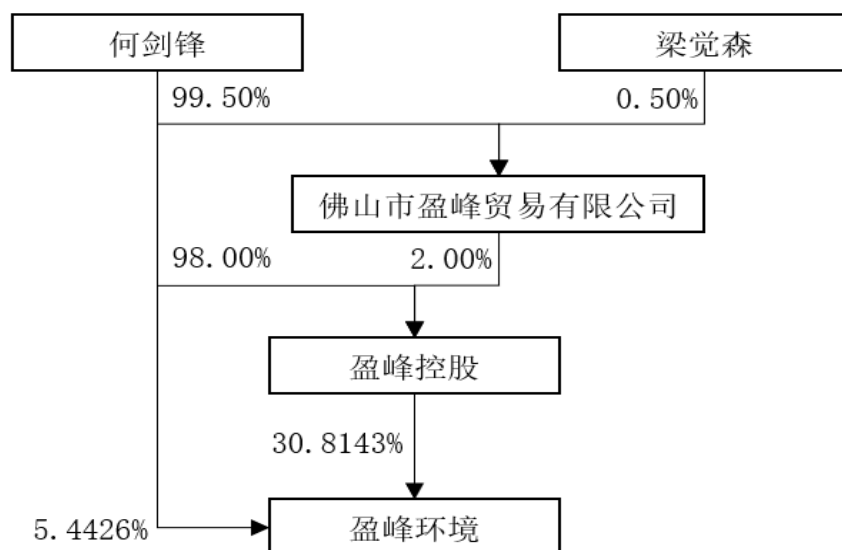 何剑锋
梁觉森
99.50%
0.50%
佛山市盈峰贸易有限公司
98.00%
2.00%
盈峰控股
30.8143%
5.4426%
盈峰环境